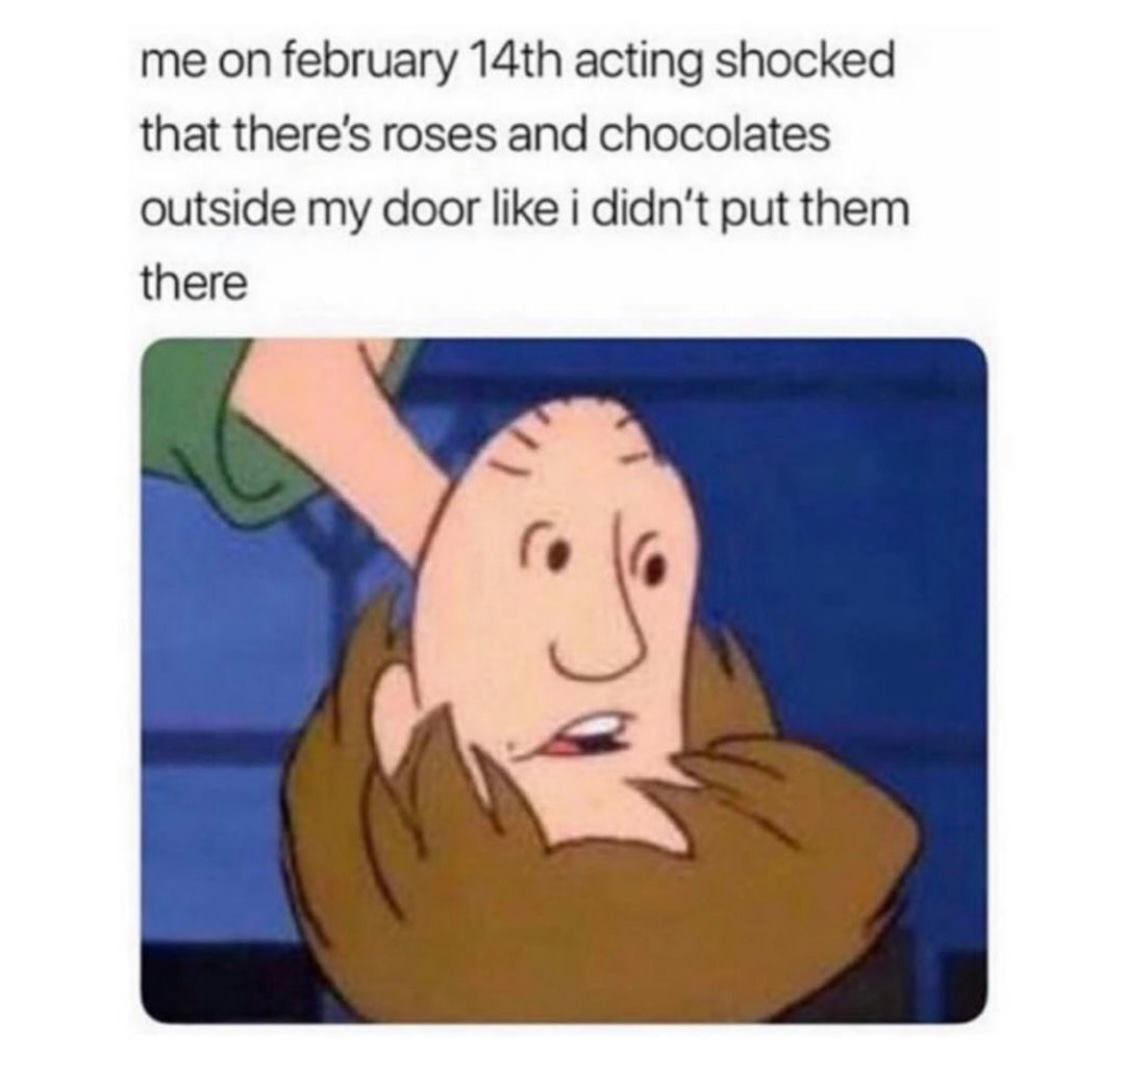 me on february 14th acting shocked
that there's roses and chocolates
outside my door like i didn't put them
there